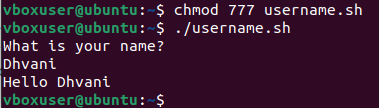 vboxuser@ubuntu:~$ chmod 777 username.sh
vboxuser@ubuntu:~$ ./username.sh
What is your name?
Dhvani
Hello Dhvani
vboxuser@ubuntu:~$